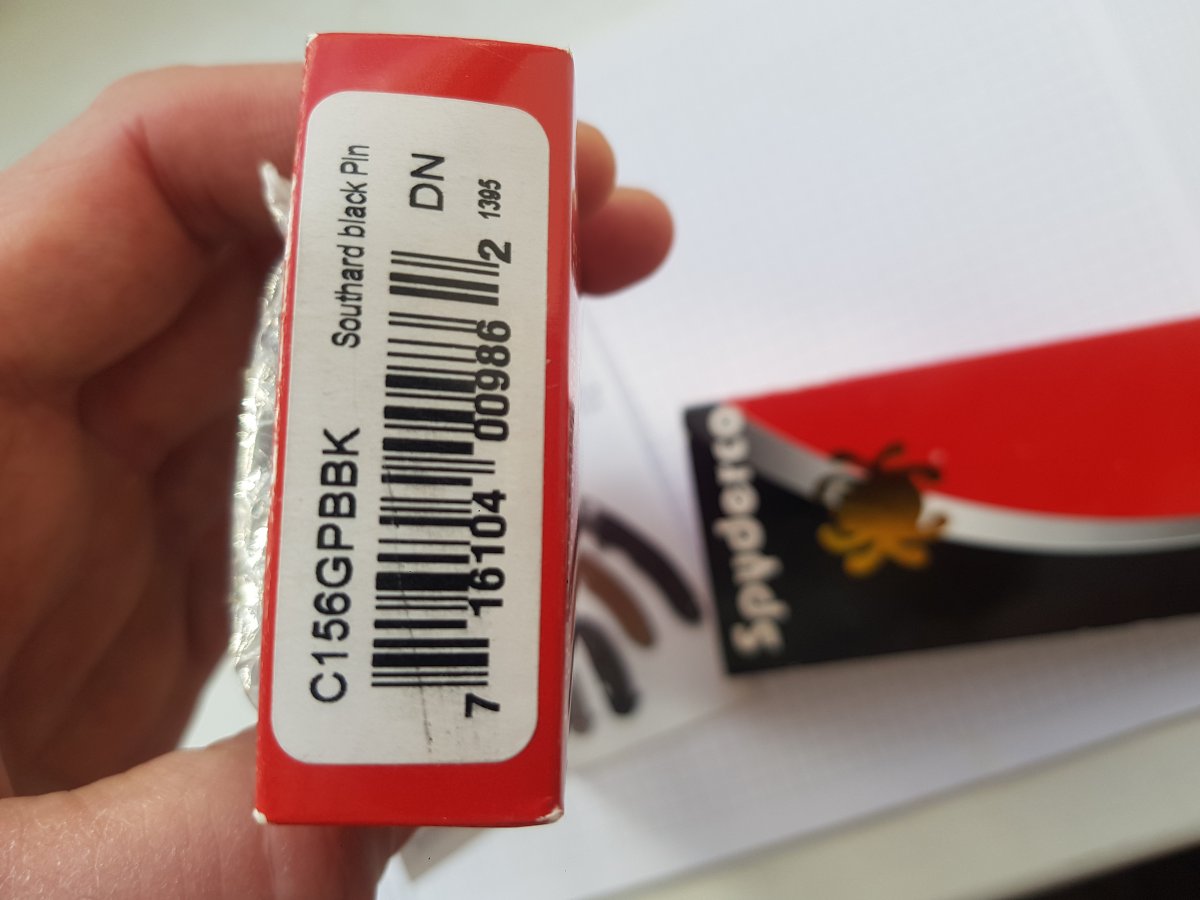 C156GPBBK Southard black Pln
DN
7 16104 00986 2 1395
Spyderco